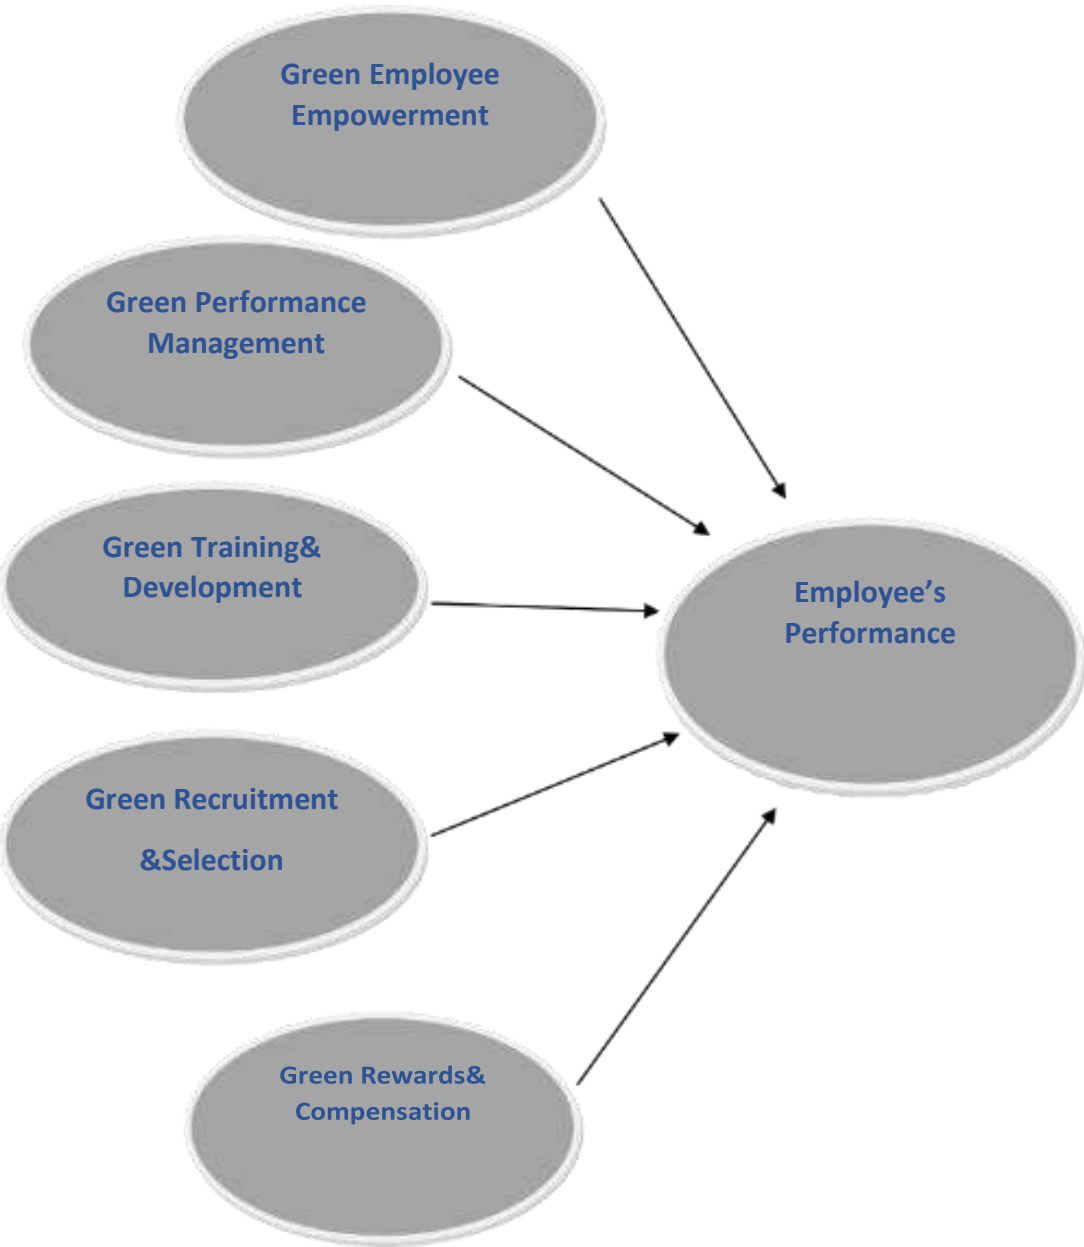 Green Employee
Empowerment
Green Performance
Management
Green Training&
Development
Employee’s
Performance
Green Recruitment
&Selection
Green Rewards&
Compensation